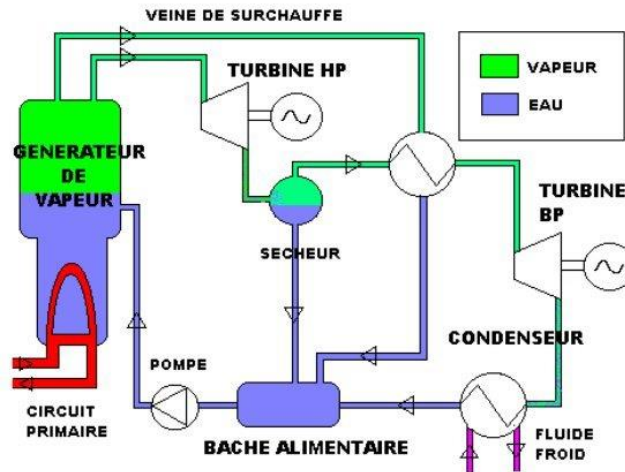 VEINE DE SURCHAUFFE
TURBINE HP
VAPEUR
EAU
GENERATEUR
DE
VAPEUR
TURBINE
BP
SECHEUR
CONDENSEUR
POMPE
CIRCUIT
PRIMAIRE
BACHE ALIMENTAIRE
FLUIDE
FROID